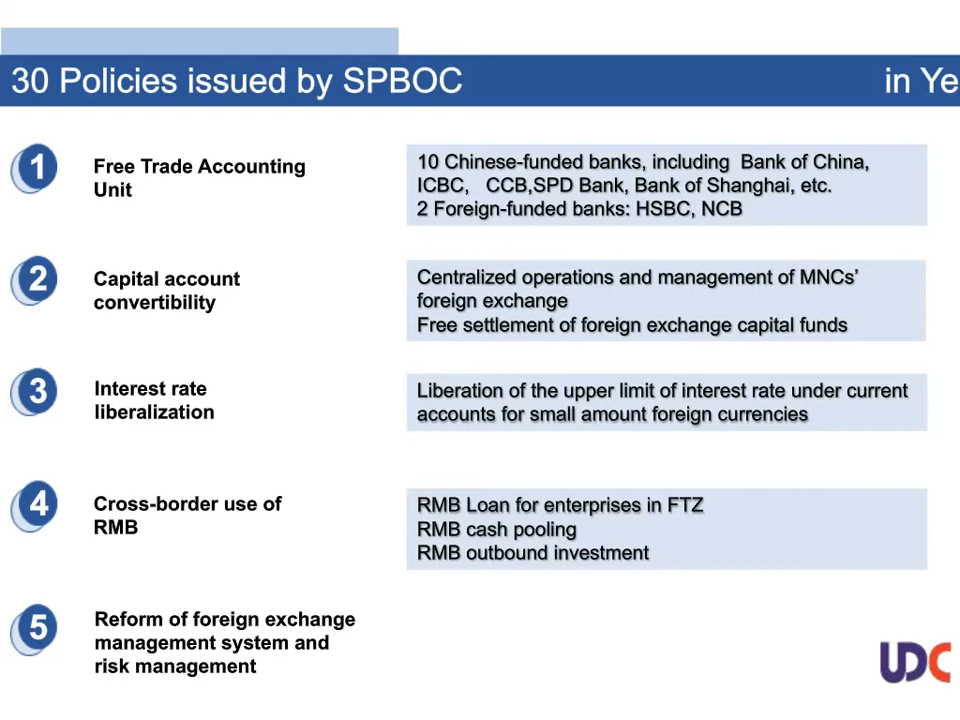 30 Policies issued by SPBOC in Ye
1
Free Trade Accounting
Unit
10 Chinese-funded banks, including  Bank of China,
ICBC,   CCB,SPD Bank, Bank of Shanghai, etc.
2 Foreign-funded banks: HSBC, NCB
2
Capital account
convertibility
Centralized operations and management of MNCs’
foreign exchange
Free settlement of foreign exchange capital funds
3
Interest rate
liberalization
Liberation of the upper limit of interest rate under current
accounts for small amount foreign currencies
4
Cross-border use of
RMB
RMB Loan for enterprises in FTZ
RMB cash pooling
RMB outbound investment
5
Reform of foreign exchange
management system and
risk management
UDC